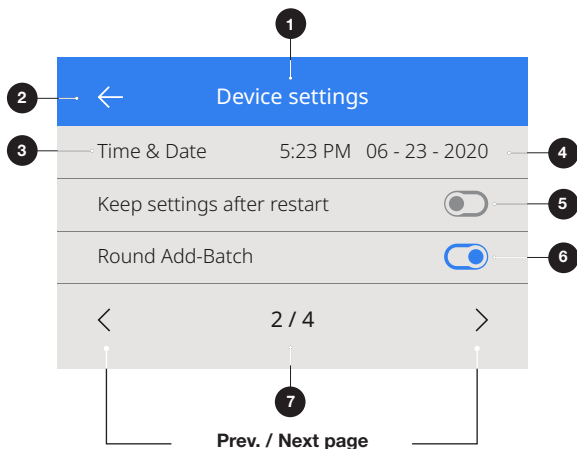 1
2
Device settings
3
Time & Date 5:23 PM 06 - 23 - 2020
4
Keep settings after restart
5
Round Add-Batch
6
2 / 4
7
Prev. / Next page